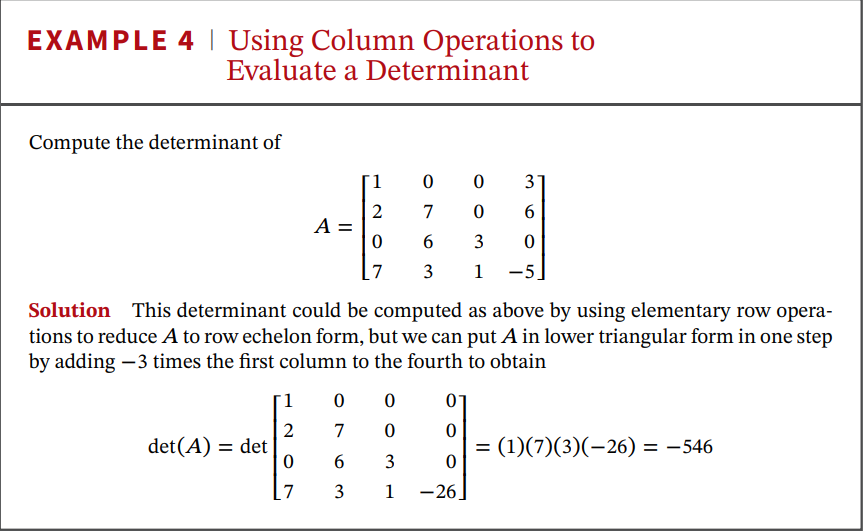 EXAMPLE 4 | Using Column Operations to
Evaluate a Determinant
Compute the determinant of
A = [1 0 0 3
2 7 0 6
0 6 3 0
7 3 1 −5]
Solution This determinant could be computed as above by using elementary row opera-
tions to reduce A to row echelon form, but we can put A in lower triangular form in one step
by adding −3 times the first column to the fourth to obtain
det(A) = det [1 0 0 0
2 7 0 0
0 6 3 0
7 3 1 −26] = (1)(7)(3)(−26) = −546